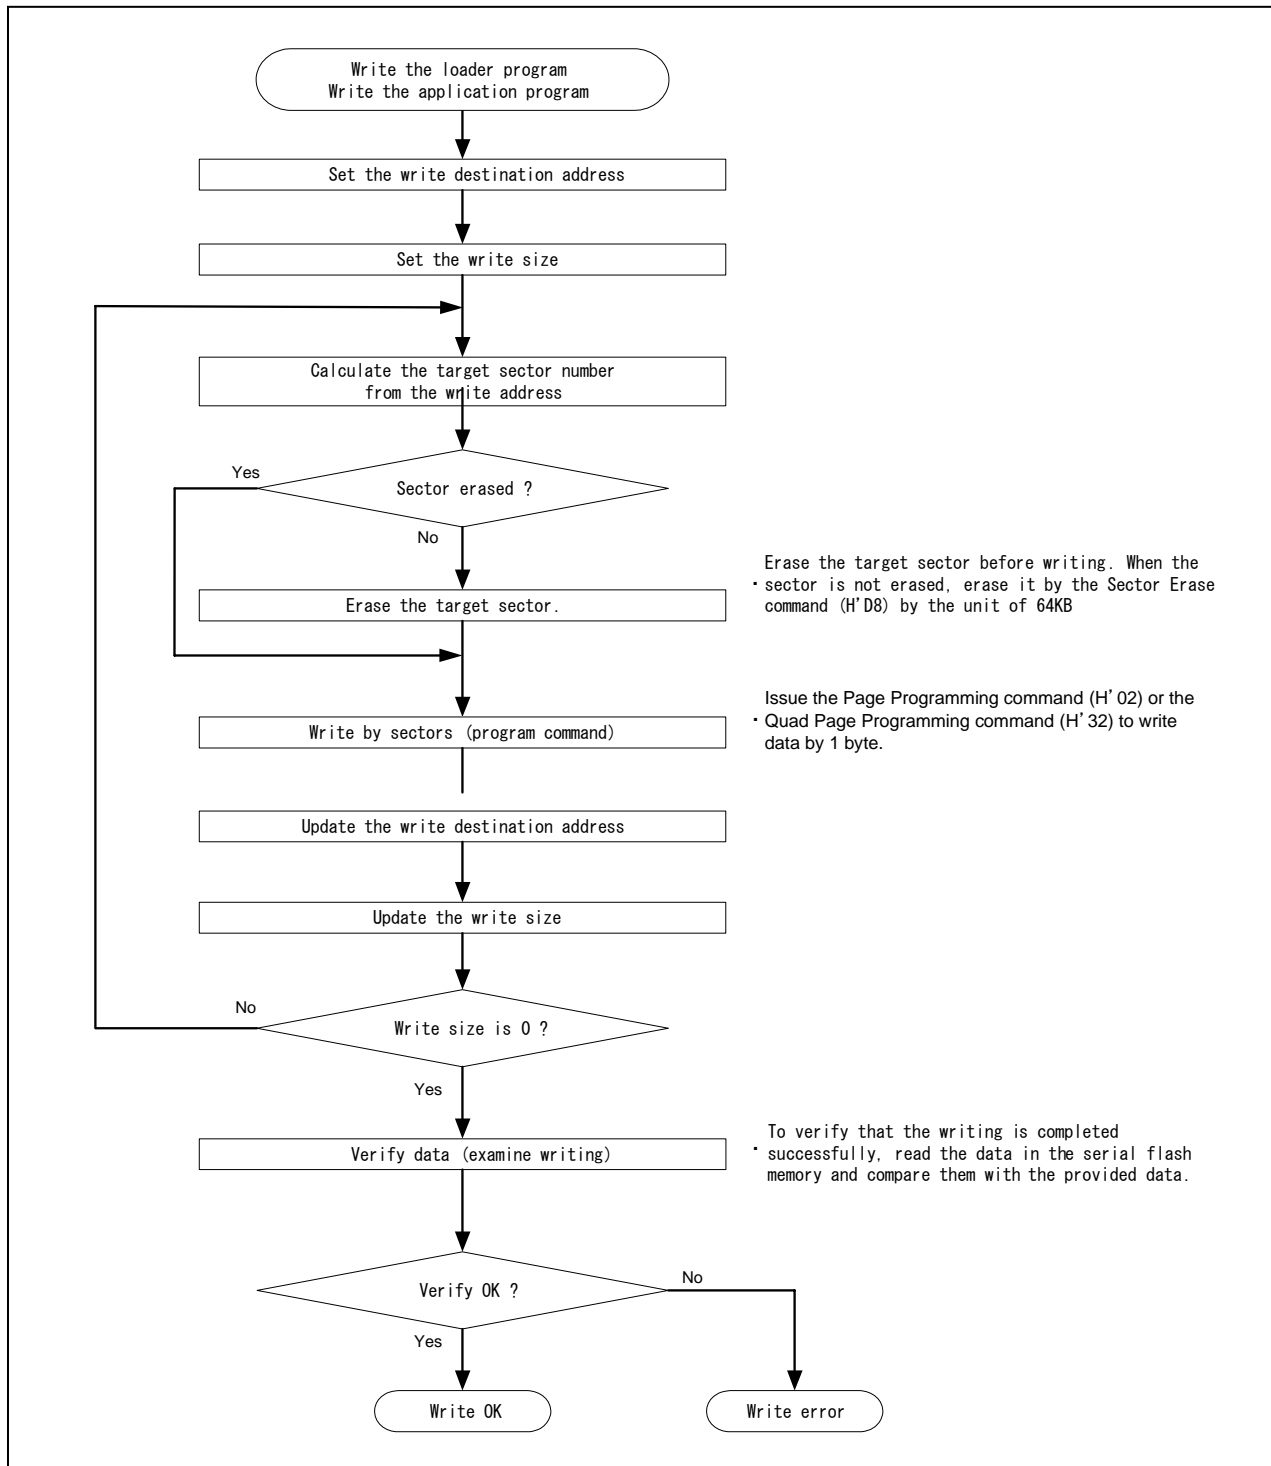 Write the loader program
Write the application program
Set the write destination address
Set the write size
Calculate the target sector number
from the write address
Yes
Sector erased ?
No
Erase the target sector before writing. When the
・ sector is not erased, erase it by the Sector Erase
command (H'D8) by the unit of 64KB
Erase the target sector.
Issue the Page Programming command (H'02) or the
・ Quad Page Programming command (H'32) to write
data by 1 byte.
Write by sectors (program command)
Update the write destination address
Update the write size
No
Write size is 0 ?
Yes
To verify that the writing is completed
・ successfully, read the data in the serial flash
memory and compare them with the provided data.
Verify data (examine writing)
No
Verify OK ?
Yes
Write OK
Write error